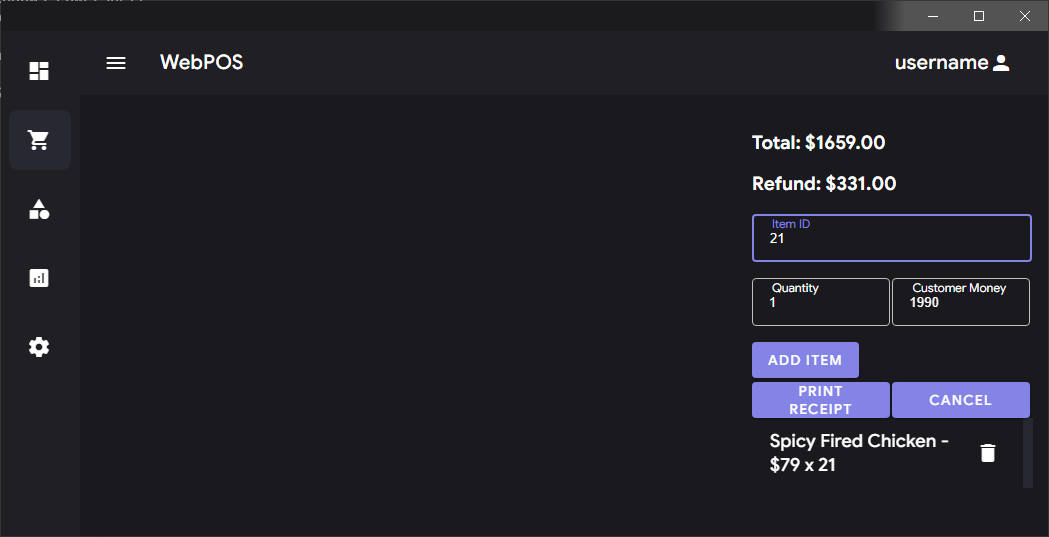 WebPOS
username
Total: $1659.00
Refund: $331.00
Item ID
21
Quantity
1
Customer Money
1990
ADD ITEM
PRINT
RECEIPT
CANCEL
Spicy Fired Chicken -
$79 x 21